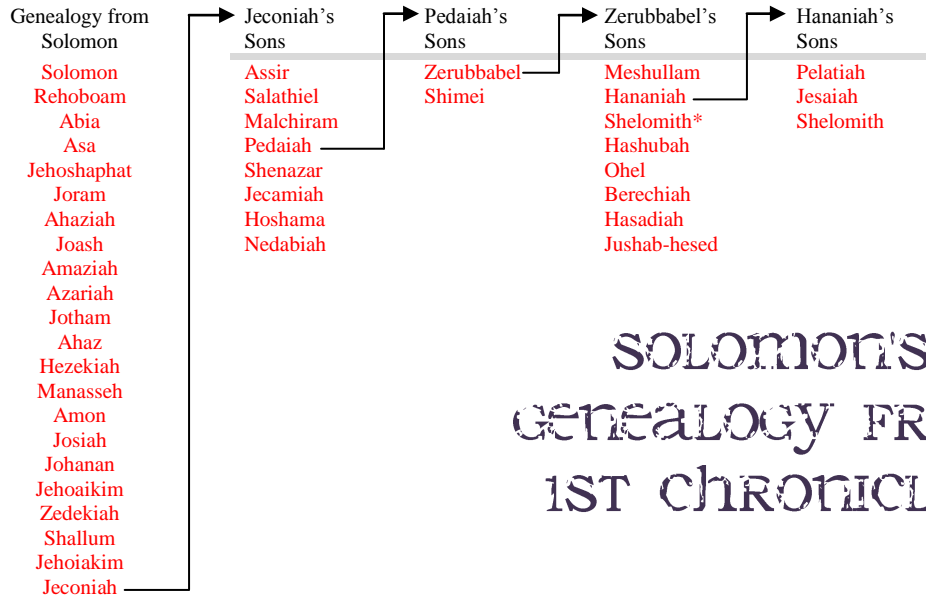 Genealogy from
Solomon
Solomon
Rehoboam
Abia
Asa
Jehoshaphat
Joram
Ahaziah
Joash
Amaziah
Azariah
Jotham
Ahaz
Hezekiah
Manasseh
Amon
Josiah
Johanan
Jehoaikim
Zedekiah
Shallum
Jehoiakim
Jeconiah
Jeconiah’s
Sons
Assir
Salathiel
Malchiram
Pedaiah
Shenazar
Jecamiah
Hoshama
Nedabiah
Pedaiah’s
Sons
Zerubbabel
Shimei
Zerubbabel’s
Sons
Meshullam
Hananiah
Shelomith*
Hashubah
Ohel
Berechiah
Hasadiah
Jushab-hesed
Hananiah’s
Sons
Pelatiah
Jesaiah
Shelomith
Solomon's
Genealogy Fr
1st Chronicl